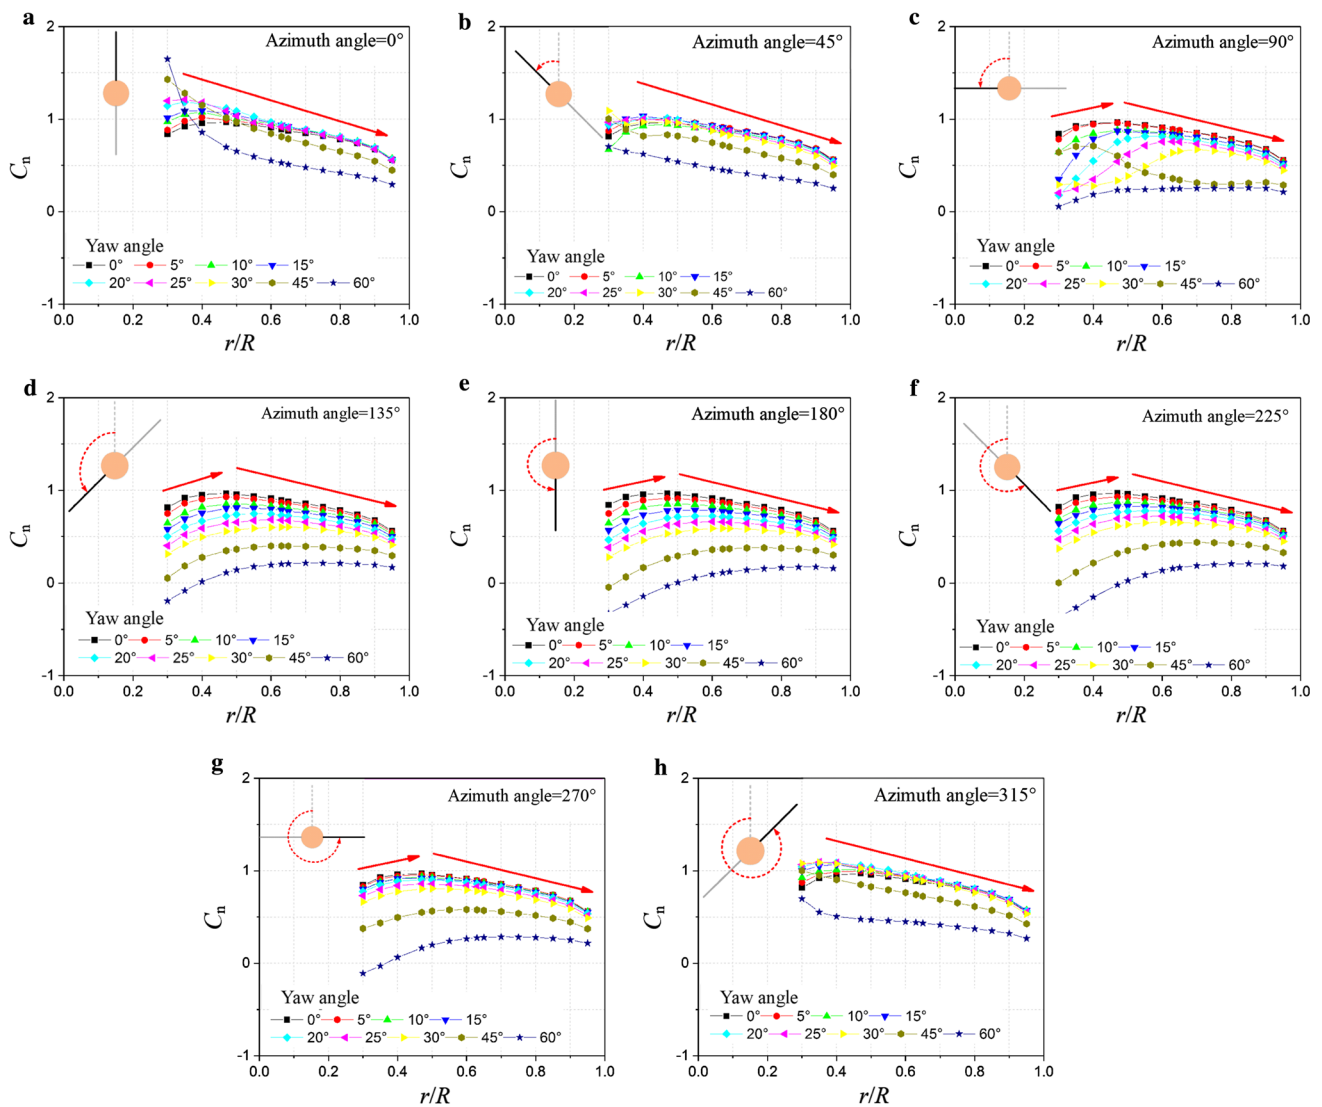 a
Azimuth angle=0°
2
1
0
-1
Cn
Yaw angle
0° 5° 10° 15°
20° 25° 30° 45° 60°
0.0 0.2 0.4 0.6 0.8 1.0
r/R
b
Azimuth angle=45°
2
1
0
-1
Cn
Yaw angle
0° 5° 10° 15°
20° 25° 30° 45° 60°
0.0 0.2 0.4 0.6 0.8 1.0
r/R
c
Azimuth angle=90°
2
1
0
-1
Cn
Yaw angle
0° 5° 10° 15°
20° 25° 30° 45° 60°
0.0 0.2 0.4 0.6 0.8 1.0
r/R
d
Azimuth angle=135°
2
1
0
-1
Cn
Yaw angle
0° 5° 10° 15°
20° 25° 30° 45° 60°
0.0 0.2 0.4 0.6 0.8 1.0
r/R
e
Azimuth angle=180°
2
1
0
-1
Cn
Yaw angle
0° 5° 10° 15°
20° 25° 30° 45° 60°
0.0 0.2 0.4 0.6 0.8 1.0
r/R
f
Azimuth angle=225°
2
1
0
-1
Cn
Yaw angle
0° 5° 10° 15°
20° 25° 30° 45° 60°
0.0 0.2 0.4 0.6 0.8 1.0
r/R
g
Azimuth angle=270°
2
1
0
-1
Cn
Yaw angle
0° 5° 10° 15°
20° 25° 30° 45° 60°
0.0 0.2 0.4 0.6 0.8 1.0
r/R
h
Azimuth angle=315°
2
1
0
-1
Cn
Yaw angle
0° 5° 10° 15°
20° 25° 30° 45° 60°
0.0 0.2 0.4 0.6 0.8 1.0
r/R